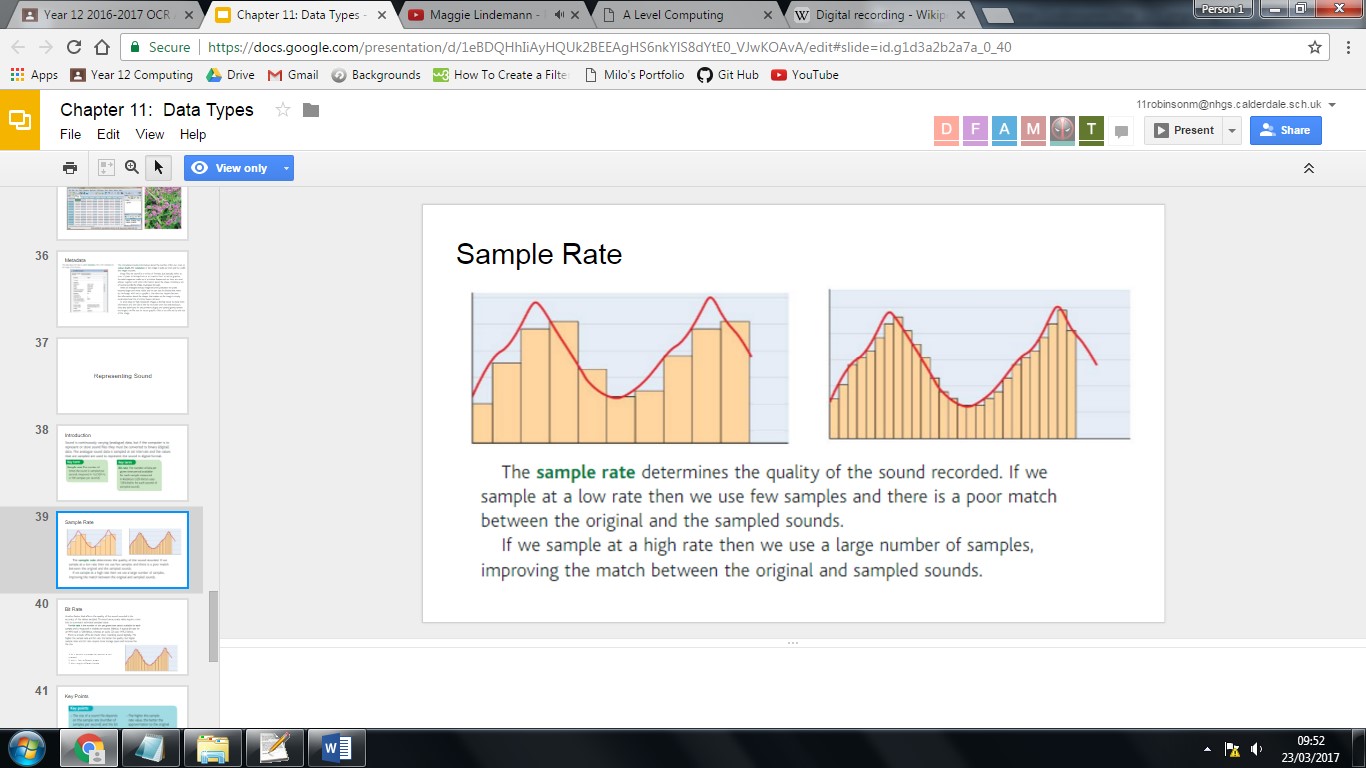 Year 12 2016-2017 OCR
Chapter 11: Data Types -
Maggie Lindemann -
A Level Computing
Digital recording - Wikip
Person 1
Secure
https://docs.google.com/presentation/d/1eBDQHhIiAyHQUk2BEEAgHS6nkYlS8dYtE0_VJwKOAvA/edit#slide=id.g1d3a2b2a7a_0_40
Apps
Year 12 Computing
Drive
Gmail
Backgrounds
How To Create a Filte
Milo's Portfolio
Git Hub
YouTube
Chapter 11: Data Types
11robinsonm@nhgs.calderdale.sch.uk
File Edit View Help
D F A M T
Present
Share
View only
36
Metadata
37
Representing Sound
38
Introduction
39
Sample Rate
40
Bit Rate
41
Key Points
Key points
Sample Rate
The sample rate determines the quality of the sound recorded. If we
sample at a low rate then we use few samples and there is a poor match
between the original and the sampled sounds.
If we sample at a high rate then we use a large number of samples,
improving the match between the original and sampled sounds.
09:52
23/03/2017